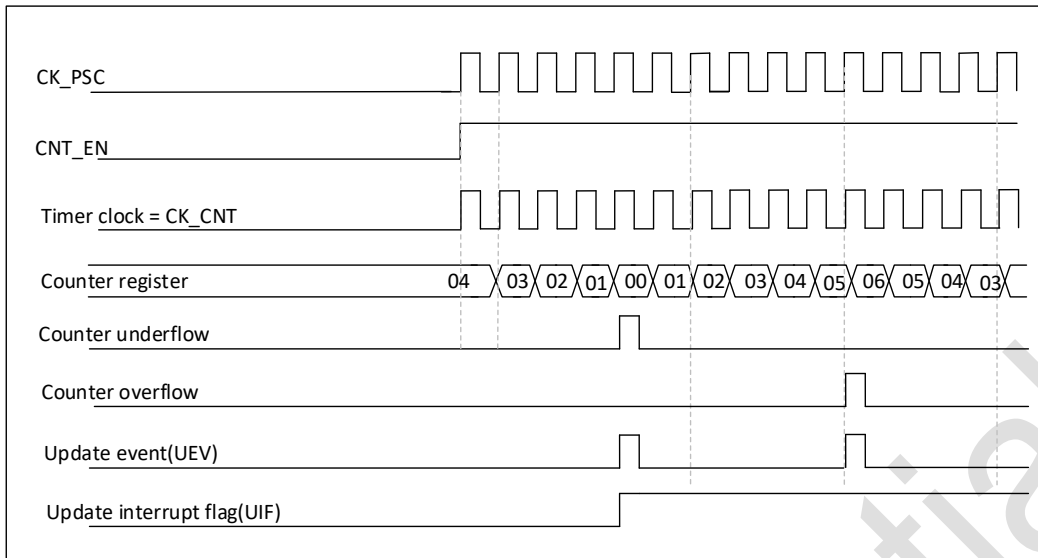 CK_PSC
CNT_EN
Timer clock = CK_CNT
Counter register 04 03 02 01 00 01 02 03 04 05 06 05 04 03
Counter underflow
Counter overflow
Update event(UEV)
Update interrupt flag(UIF)